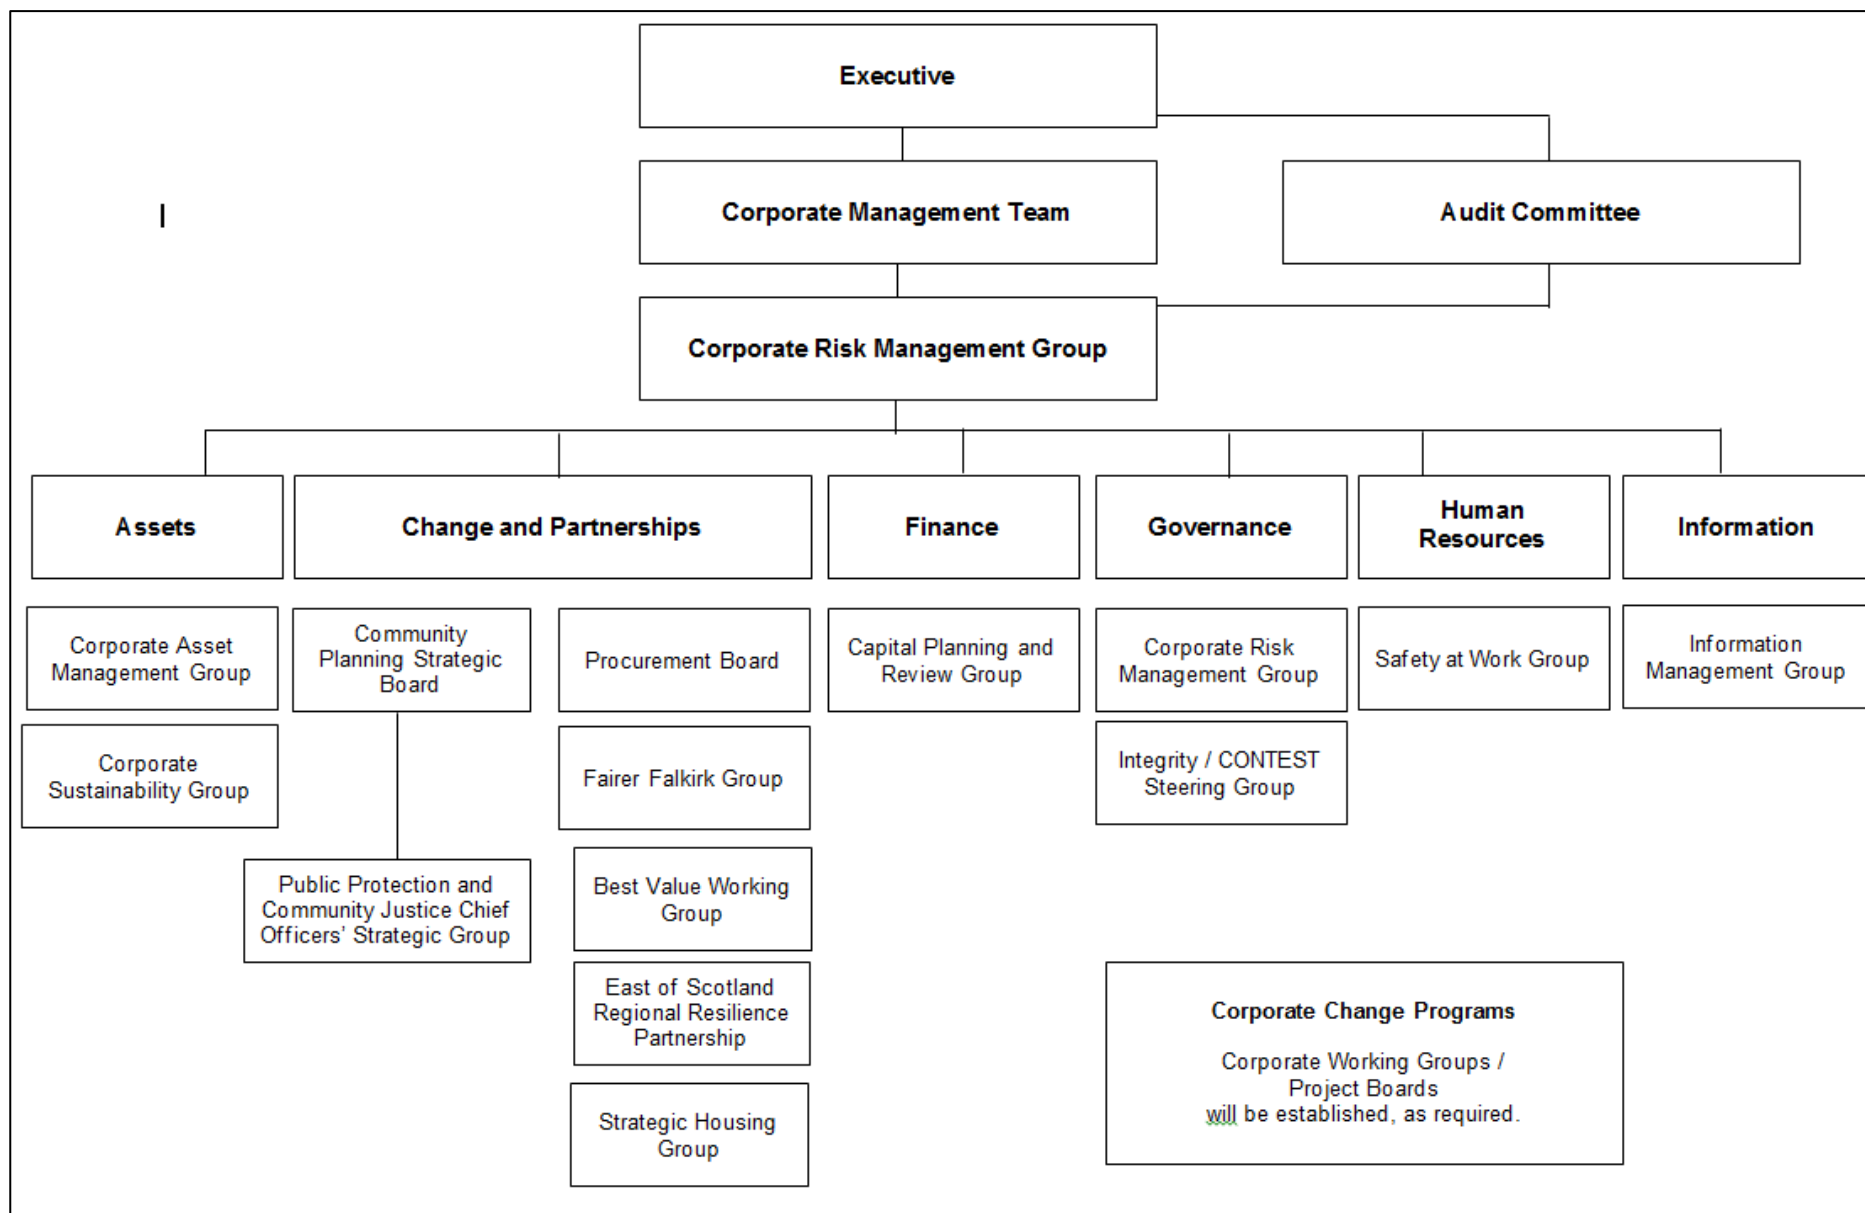 Executive
Corporate Management Team
Audit Committee
Corporate Risk Management Group
Assets
Change and Partnerships
Finance
Governance
Human
Resources
Information
Corporate Asset
Management Group
Community
Planning Strategic
Board
Procurement Board
Capital Planning and
Review Group
Corporate Risk
Management Group
Safety at Work Group
Information
Management Group
Corporate
Sustainability Group
Fairer Falkirk Group
Integrity / CONTEST
Steering Group
Public Protection and
Community Justice Chief
Officers’ Strategic Group
Best Value Working
Group
East of Scotland
Regional Resilience
Partnership
Strategic Housing
Group
Corporate Change Programs
Corporate Working Groups /
Project Boards
will be established, as required.